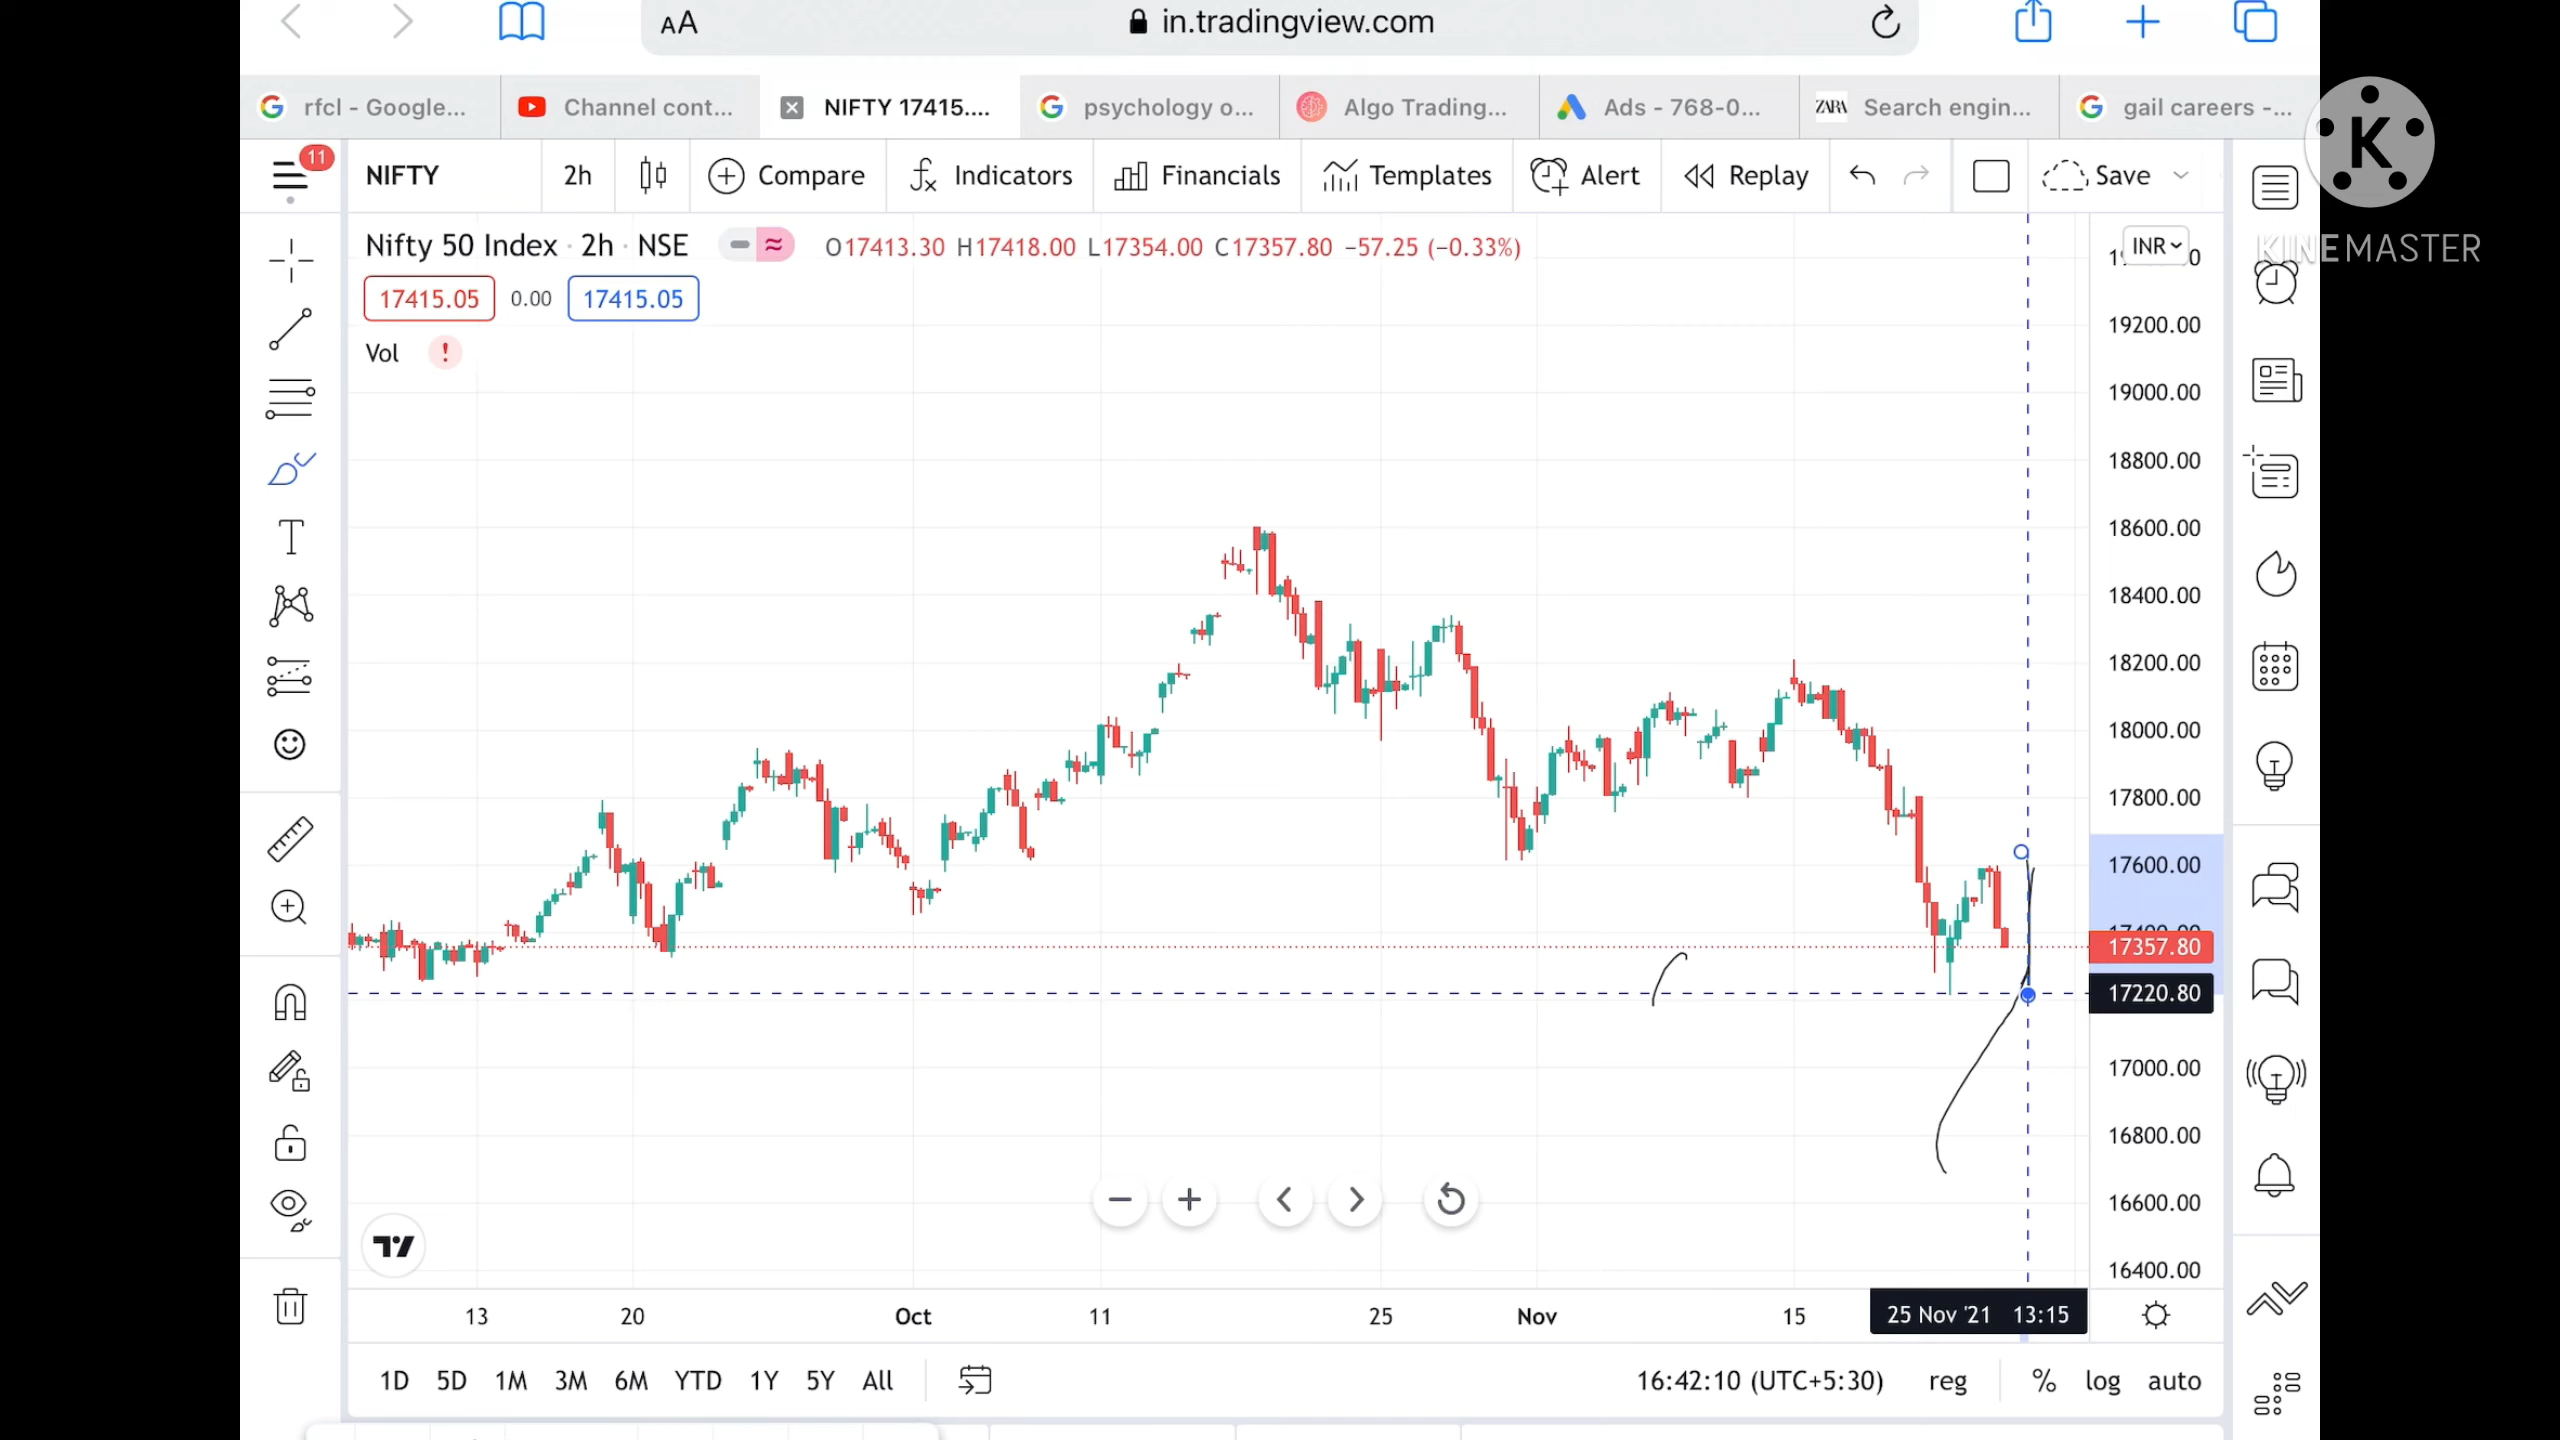 AA in.tradingview.com
rfcl - Google... Channel cont... NIFTY 17415.... psychology o... Algo Trading... Ads - 768-0... ZARA Search engin... gail careers -...
K
KINEMASTER
11 NIFTY 2h Compare Indicators Financials Templates Alert Replay Save
Nifty 50 Index · 2h · NSE O17413.30 H17418.00 L17354.00 C17357.80 −57.25 (−0.33%)
INR
17415.05 0.00 17415.05
Vol !
19200.00
19000.00
18800.00
18600.00
18400.00
18200.00
18000.00
17800.00
17600.00
17357.80
17220.80
17000.00
16800.00
16600.00
16400.00
13 20 Oct 11 25 Nov 15 25 Nov '21 13:15
1D 5D 1M 3M 6M YTD 1Y 5Y All 16:42:10 (UTC+5:30) reg % log auto